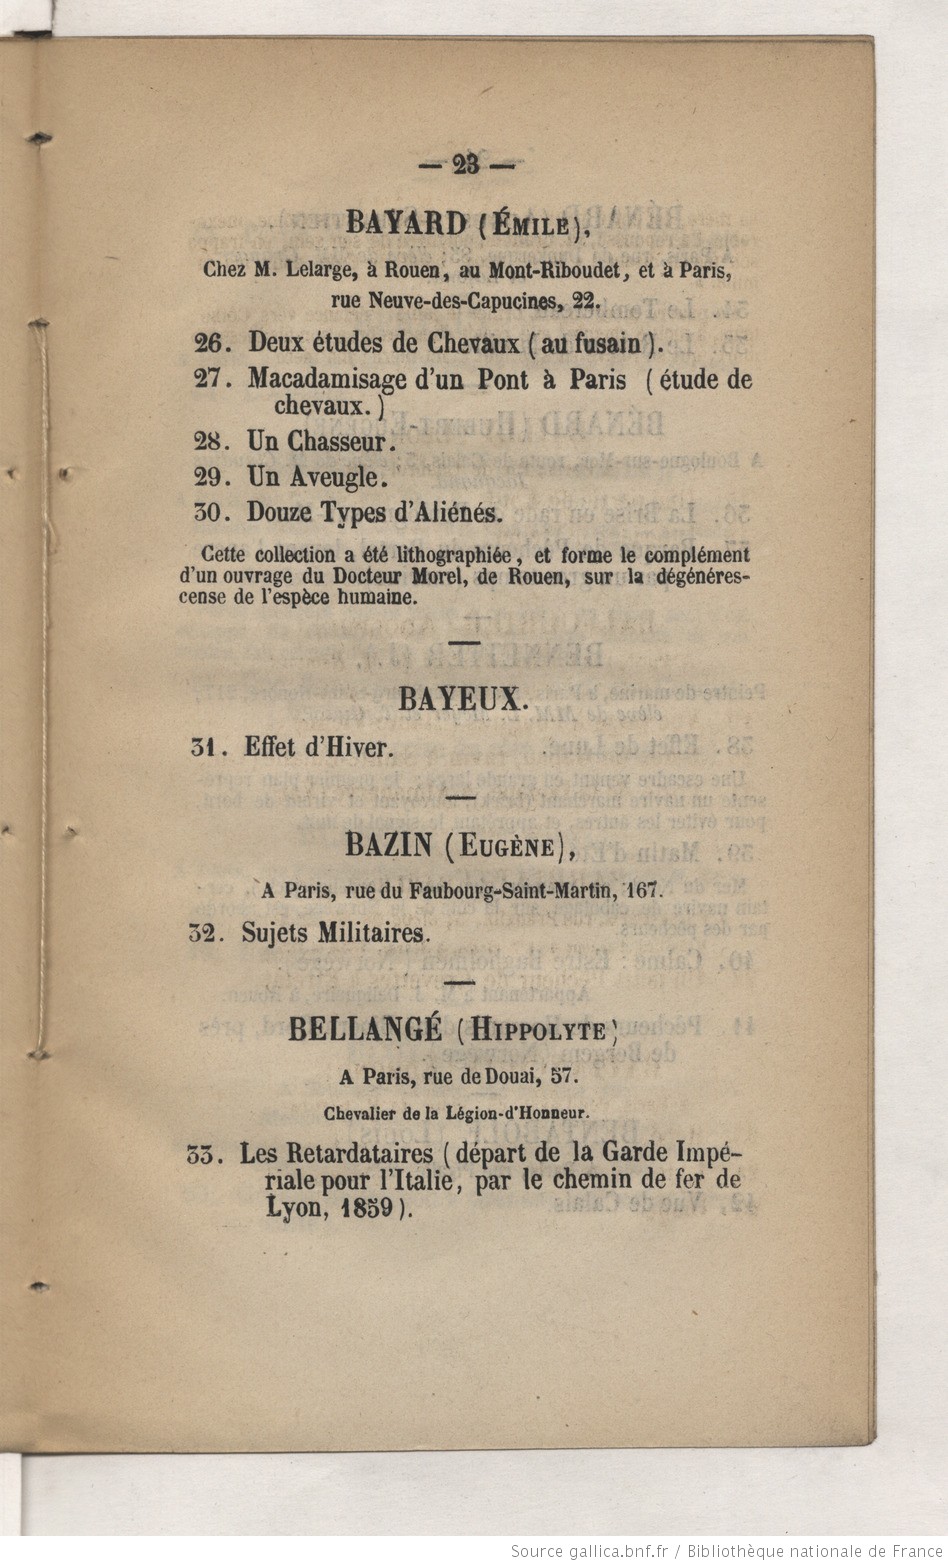 — 23 —
BAYARD (ÉMILE),
Chez M. Lelarge, à Rouen, au Mont-Riboudet, et à Paris,
rue Neuve-des-Capucines, 22.
26. Deux études de Chevaux (au fusain).
27. Macadamisage d'un Pont à Paris (étude de
chevaux.)
28. Un Chasseur.
29. Un Aveugle.
30. Douze Types d'Aliénés.
Cette collection a été lithographiée, et forme le complément
d'un ouvrage du Docteur Morel, de Rouen, sur la dégénéres-
cense de l'espèce humaine.
BAYEUX.
31. Effet d'Hiver.
BAZIN (EUGÈNE),
A Paris, rue du Faubourg-Saint-Martin, 167.
32. Sujets Militaires.
BELLANGÉ (HIPPOLYTE)
A Paris, rue de Douai, 57.
Chevalier de la Légion-d'Honneur.
33. Les Retardataires (départ de la Garde Impé-
riale pour l'Italie, par le chemin de fer de
Lyon, 1859).
Source gallica.bnf.fr / Bibliothèque nationale de France